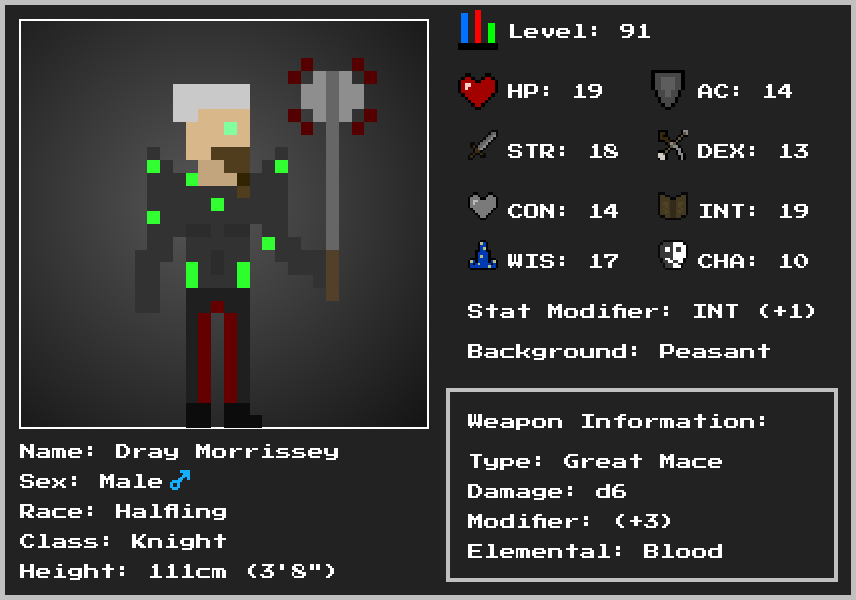 Level: 91
HP: 19 AC: 14
STR: 18 DEX: 13
CON: 14 INT: 19
WIS: 17 CHA: 10
Stat Modifier: INT (+1)
Background: Peasant
Weapon Information:
Type: Great Mace
Damage: d6
Modifier: (+3)
Elemental: Blood
Name: Dray Morrissey
Sex: Male ♂
Race: Halfling
Class: Knight
Height: 111cm (3'8")